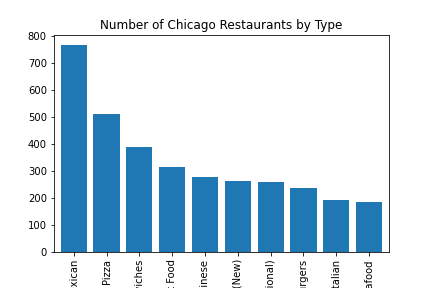 Number of Chicago Restaurants by Type
800
700
600
500
400
300
200
100
0
xican
Pizza
viches
: Food
inese
(New)
ional)
urgers
talian
afood